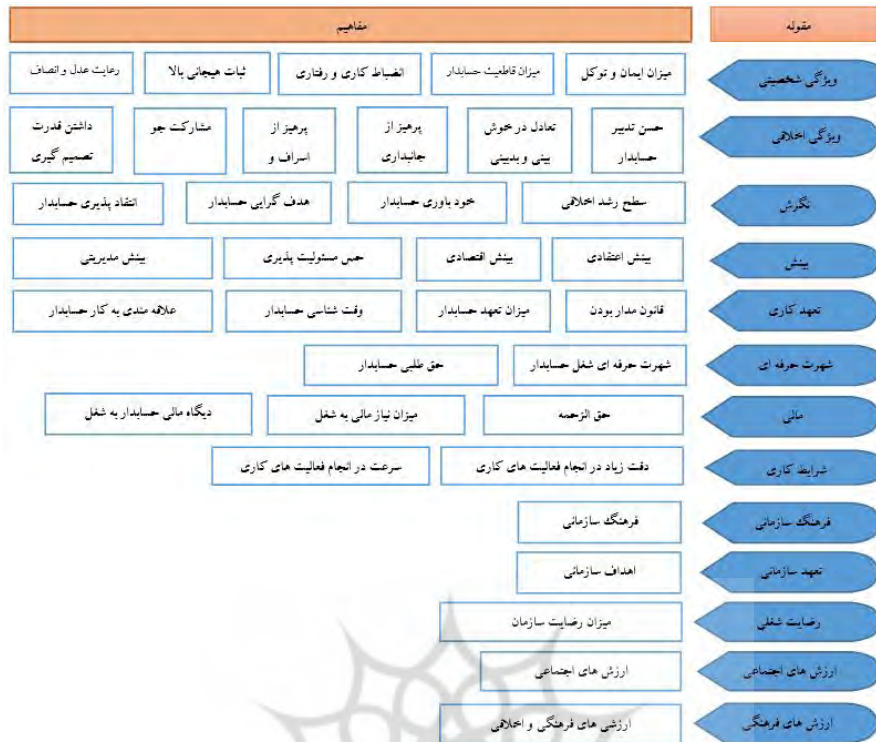 مقوله
مفاهیم
ویژگی شخصیتی
میزان ایمان و توکل
میزان قاطعیت حسابدار
انضباط کاری و رفتاری
ثبات هیجانی بالا
رعایت عدل و انصاف
ویژگی اخلاقی
حسن تدبیر
حسابدار
تعادل در خوش
بینی و بدبینی
پرهیز از
جانبداری
پرهیز از
اسراف و
مشارکت جو
داشتن قدرت
تصمیم گیری
نگرش
سطح رشد اخلاقی
خود باوری حسابدار
هدف گرایی حسابدار
انتقاد پذیری حسابدار
بینش
بینش اعتقادی
بینش اقتصادی
حس مسئولیت پذیری
بینش مدیریتی
تعهد کاری
قانون مدار بودن
میزان تعهد حسابدار
وقت شناسی حسابدار
علاقه مندی به کار حسابدار
شهرت حرفه ای
شهرت حرفه ای شغل حسابدار
حق طلبی حسابدار
مالی
حق الزحمه
میزان نیاز مالی به شغل
دیگاه مالی حسابدار به شغل
شرایط کاری
دقت زیاد در انجام فعالیت های کاری
سرعت در انجام فعالیت های کاری
فرهنگ سازمانی
فرهنگ سازمانی
تعهد سازمانی
اهداف سازمانی
رضایت شغلی
میزان رضایت سازمان
ارزش های اجتماعی
ارزش های اجتماعی
ارزش های فرهنگی
ارزشی های فرهنگی و اخلاقی